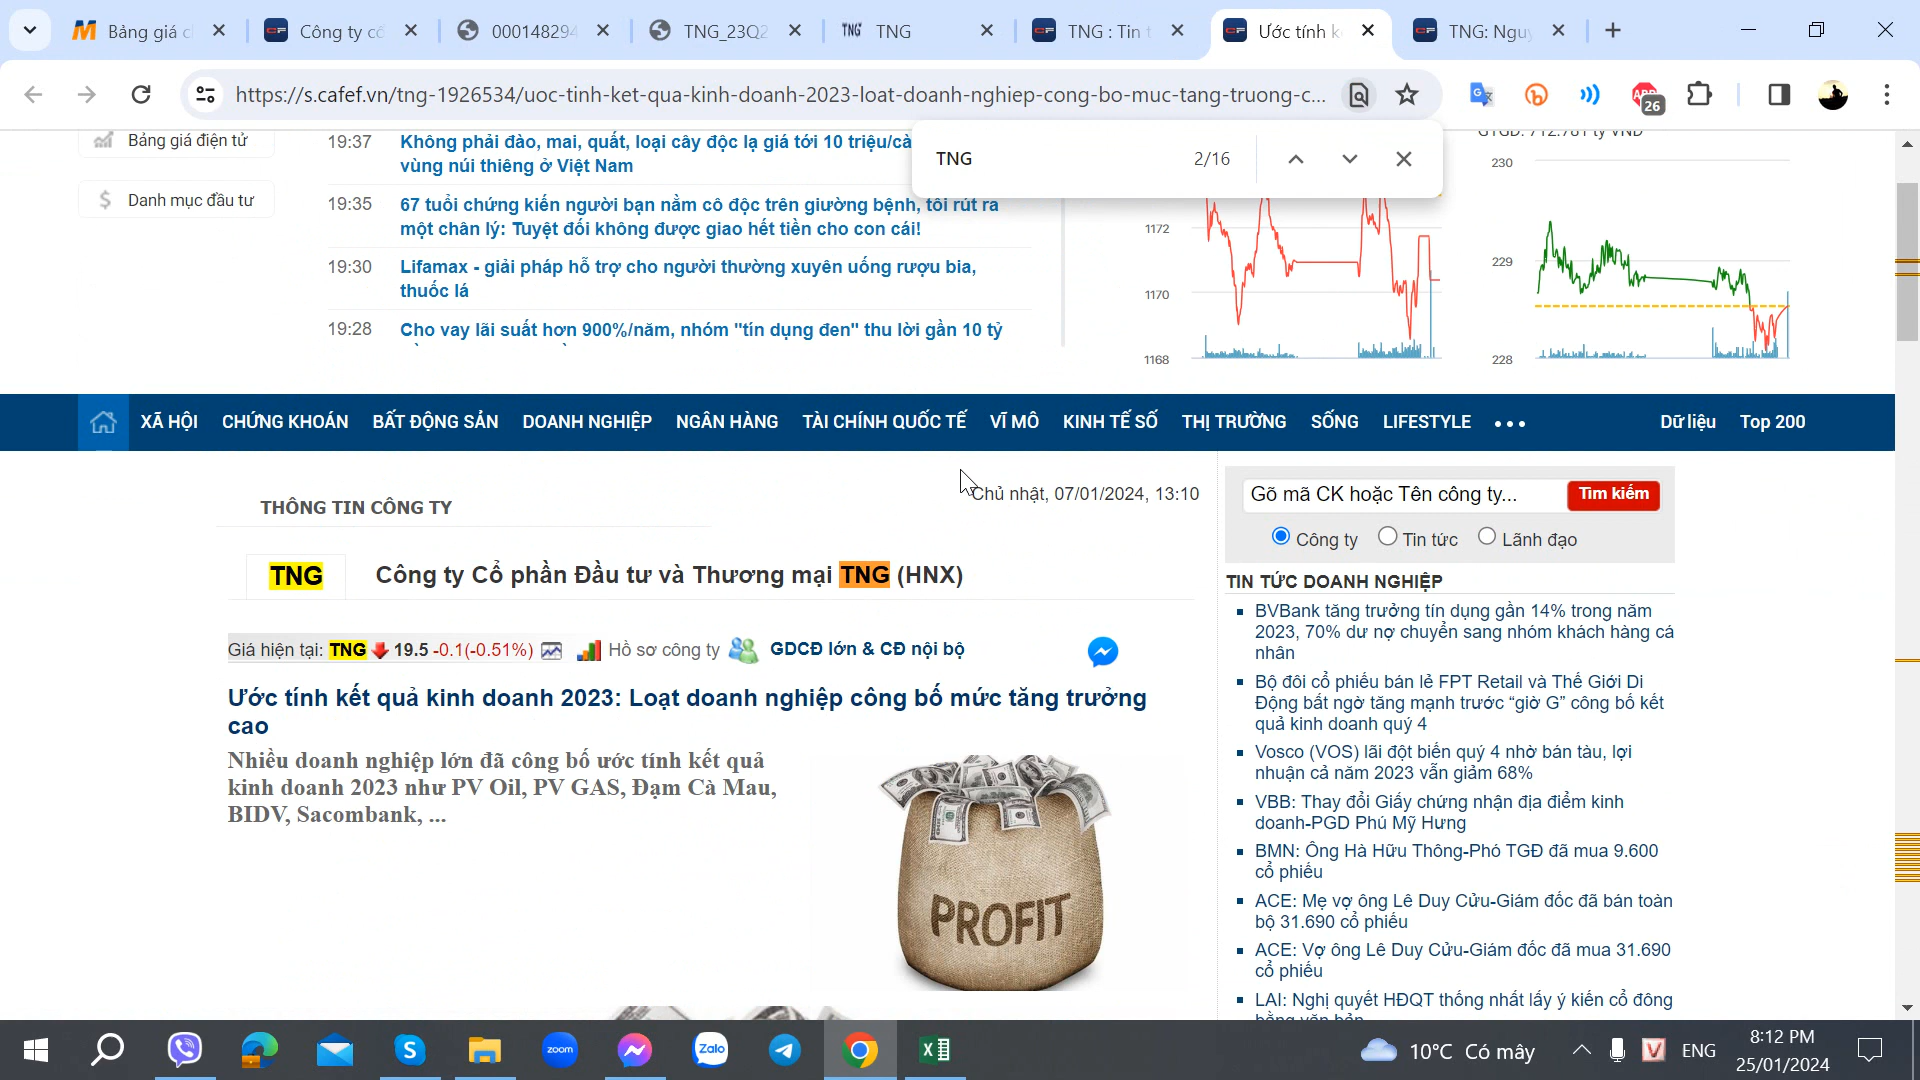 Bảng giá c
Công ty cổ
000148294
TNG_23Q2
TNG
TNG : Tin t
Ước tính k
TNG: Nguy
https://s.cafef.vn/tng-1926534/uoc-tinh-ket-qua-kinh-doanh-2023-loat-doanh-nghiep-cong-bo-muc-tang-truong-c...
26
TNG
2/16
Bảng giá điện tử
Danh mục đầu tư
19:37 Không phải đào, mai, quất, loại cây độc lạ giá tới 10 triệu/cà
vùng núi thiêng ở Việt Nam
19:35 67 tuổi chứng kiến người bạn nằm cô độc trên giường bệnh, tôi rút ra
một chân lý: Tuyệt đối không được giao hết tiền cho con cái!
19:30 Lifamax - giải pháp hỗ trợ cho người thường xuyên uống rượu bia,
thuốc lá
19:28 Cho vay lãi suất hơn 900%/năm, nhóm "tín dụng đen" thu lời gần 10 tỷ
1172
1170
1168
GTGD: 712.781 tỷ VNĐ
230
229
228
XÃ HỘI CHỨNG KHOÁN BẤT ĐỘNG SẢN DOANH NGHIỆP NGÂN HÀNG TÀI CHÍNH QUỐC TẾ VĨ MÔ KINH TẾ SỐ THỊ TRƯỜNG SỐNG LIFESTYLE ••• Dữ liệu Top 200
THÔNG TIN CÔNG TY
Chủ nhật, 07/01/2024, 13:10
TNG Công ty Cổ phần Đầu tư và Thương mại TNG (HNX)
Giá hiện tại: TNG 19.5 -0.1(-0.51%) Hồ sơ công ty GDCĐ lớn & CĐ nội bộ
Ước tính kết quả kinh doanh 2023: Loạt doanh nghiệp công bố mức tăng trưởng
cao
Nhiều doanh nghiệp lớn đã công bố ước tính kết quả
kinh doanh 2023 như PV Oil, PV GAS, Đạm Cà Mau,
BIDV, Sacombank, ...
PROFIT
Gõ mã CK hoặc Tên công ty...
Tìm kiếm
Công ty Tin tức Lãnh đạo
TIN TỨC DOANH NGHIỆP
BVBank tăng trưởng tín dụng gần 14% trong năm
2023, 70% dư nợ chuyển sang nhóm khách hàng cá
nhân
Bộ đôi cổ phiếu bán lẻ FPT Retail và Thế Giới Di
Động bất ngờ tăng mạnh trước “giờ G” công bố kết
quả kinh doanh quý 4
Vosco (VOS) lãi đột biến quý 4 nhờ bán tàu, lợi
nhuận cả năm 2023 vẫn giảm 68%
VBB: Thay đổi Giấy chứng nhận địa điểm kinh
doanh-PGD Phú Mỹ Hưng
BMN: Ông Hà Hữu Thông-Phó TGĐ đã mua 9.600
cổ phiếu
ACE: Mẹ vợ ông Lê Duy Cửu-Giám đốc đã bán toàn
bộ 31.690 cổ phiếu
ACE: Vợ ông Lê Duy Cửu-Giám đốc đã mua 31.690
cổ phiếu
LAI: Nghị quyết HĐQT thống nhất lấy ý kiến cổ đông
bằng văn bản
zoom
Zalo
10°C Có mây
ENG
8:12 PM
25/01/2024